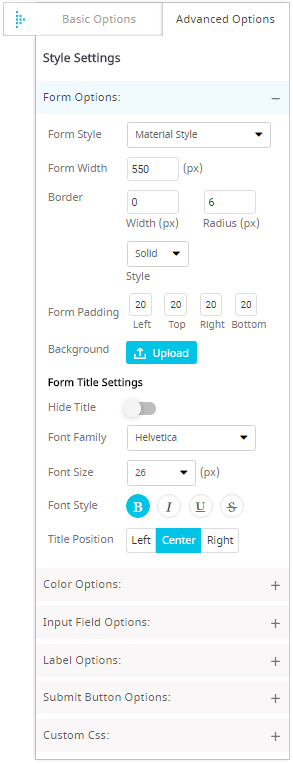 Basic Options Advanced Options
Style Settings
Form Options: −
Form Style Material Style
Form Width 550 (px)
Border 0 6
Width (px) Radius (px)
Solid
Style
Form Padding 20 20 20 20
Left Top Right Bottom
Background Upload
Form Title Settings
Hide Title
Font Family Helvetica
Font Size 26 (px)
Font Style B I U S
Title Position Left Center Right
Color Options: +
Input Field Options: +
Label Options: +
Submit Button Options: +
Custom Css: +